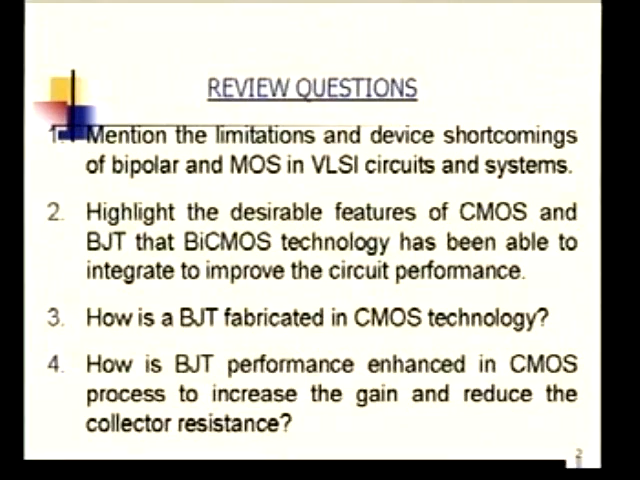 REVIEW QUESTIONS
1. Mention the limitations and device shortcomings
of bipolar and MOS in VLSI circuits and systems.
2. Highlight the desirable features of CMOS and
BJT that BiCMOS technology has been able to
integrate to improve the circuit performance.
3. How is a BJT fabricated in CMOS technology?
4. How is BJT performance enhanced in CMOS
process to increase the gain and reduce the
collector resistance?
2